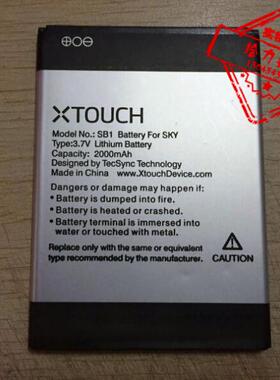 XTOUCH
Model No.: SB1 Battery For SKY
Type:3.7V Lithium Battery
Capacity: 2000mAh
Designed by TecSync Technology
Made in China www.XtouchDevice.com
Dangers or damage may happen if:
• Battery is dumped into fire.
• Battery is heated or crashed.
• Battery terminal is immersed into
water or touched with metal.
Replace only with the same or equivalent
type recommended by the manufacturer.
CAUTION